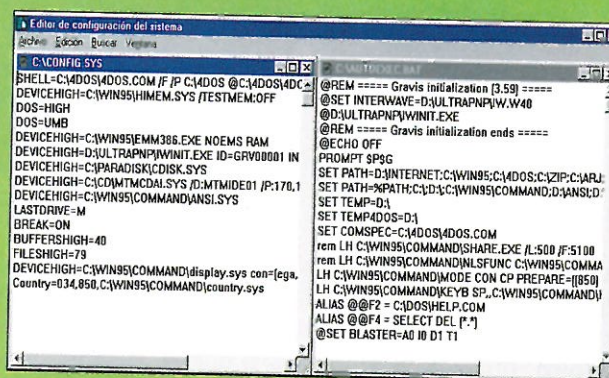 Editor de configuración del sistema
Archivo Edición Buscar Ventana
C:\CONFIG.SYS
SHELL=C:\4DOS\4DOS.COM /F /P C:\4DOS @C:\4DOS\4DO
DEVICEHIGH=C:\WIN95\HIMEM.SYS /TESTMEM:OFF
DOS=HIGH
DOS=UMB
DEVICEHIGH=C:\WIN95\EMM386.EXE NOEMS RAM
DEVICEHIGH=D:\ULTRAPNP\IWINIT.EXE ID=GRV00001 IN
DEVICEHIGH=C:\PARADISK\CDISK.SYS
DEVICEHIGH=C:\CD\MTMCDAI.SYS /D:MTMIDE01 /P:170,1
DEVICEHIGH=C:\WIN95\COMMAND\ANSI.SYS
LASTDRIVE=M
BREAK=ON
BUFFERSHIGH=40
FILESHIGH=79
DEVICEHIGH=C:\WIN95\COMMAND\display.sys con=(ega,
Country=034,850,C:\WIN95\COMMAND\country.sys
C:\AUTOEXEC.BAT
@REM ===== Gravis initialization [3.59] =====
@SET INTERWAVE=D:\ULTRAPNP\IW.W40
@D:\ULTRAPNP\IWINIT.EXE
@REM ===== Gravis initialization ends =====
@ECHO OFF
PROMPT $P$G
SET PATH=D:\INTERNET;C:\WIN95;C:\4DOS;C:\ZIP;C:\ARJ;
SET PATH=%PATH;C:\;D:\;C:\WIN95\COMMAND;D:\ANSI;D:
SET TEMP=D:\
SET TEMP4DOS=D:\
SET COMSPEC=C:\4DOS\4DOS.COM
rem LH C:\WIN95\COMMAND\SHARE.EXE /L:500 /F:5100
rem LH C:\WIN95\COMMAND\NLSFUNC C:\WIN95\COMMA
LH C:\WIN95\COMMAND\MODE CON CP PREPARE=((850)
LH C:\WIN95\COMMAND\KEYB SP,,C:\WIN95\COMMAND\
ALIAS @@F2 = C:\DOS\HELP.COM
ALIAS @@F4 = SELECT DEL (*.*)
@SET BLASTER=A0 I0 D1 T1